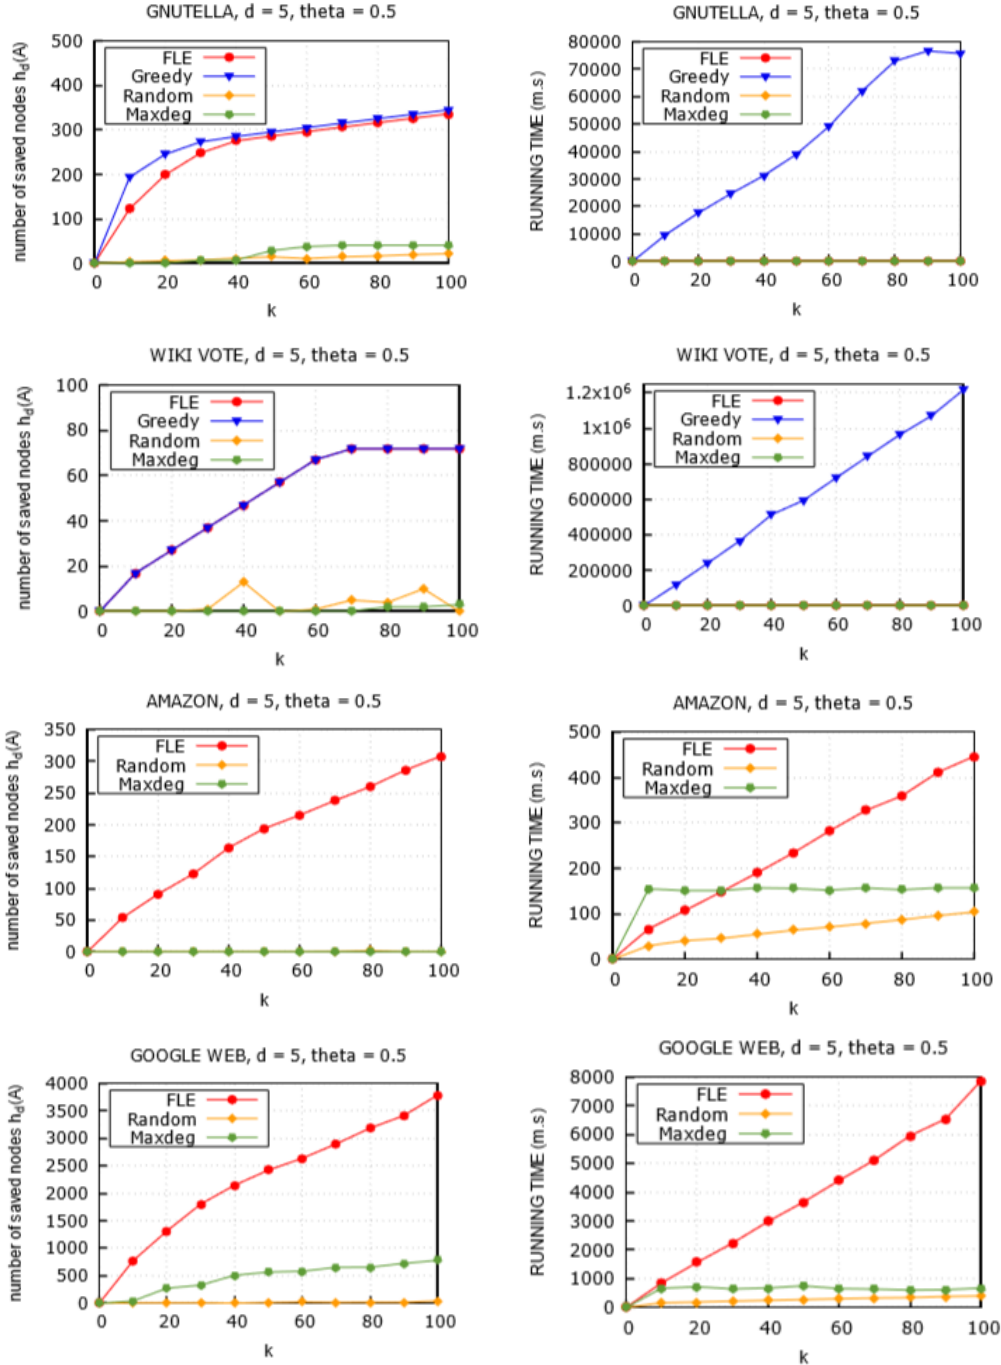 GNUTELLA, d = 5, theta = 0.5
number of saved nodes h_d(A)
500
400
300
200
100
0
FLE
Greedy
Random
Maxdeg
0 20 40 60 80 100
k
GNUTELLA, d = 5, theta = 0.5
RUNNING TIME (m.s)
80000
70000
60000
50000
40000
30000
20000
10000
0
FLE
Greedy
Random
Maxdeg
0 20 40 60 80 100
k
WIKI VOTE, d = 5, theta = 0.5
number of saved nodes h_d(A)
100
80
60
40
20
0
FLE
Greedy
Random
Maxdeg
0 20 40 60 80 100
k
WIKI VOTE, d = 5, theta = 0.5
RUNNING TIME (m.s)
1.2x10^6
1x10^6
800000
600000
400000
200000
0
FLE
Greedy
Random
Maxdeg
0 20 40 60 80 100
k
AMAZON, d = 5, theta = 0.5
number of saved nodes h_d(A)
350
300
250
200
150
100
50
0
FLE
Random
Maxdeg
0 20 40 60 80 100
k
AMAZON, d = 5, theta = 0.5
RUNNING TIME (m.s)
500
400
300
200
100
0
FLE
Random
Maxdeg
0 20 40 60 80 100
k
GOOGLE WEB, d = 5, theta = 0.5
number of saved nodes h_d(A)
4000
3500
3000
2500
2000
1500
1000
500
0
FLE
Random
Maxdeg
0 20 40 60 80 100
k
GOOGLE WEB, d = 5, theta = 0.5
RUNNING TIME (m.s)
8000
7000
6000
5000
4000
3000
2000
1000
0
FLE
Random
Maxdeg
0 20 40 60 80 100
k